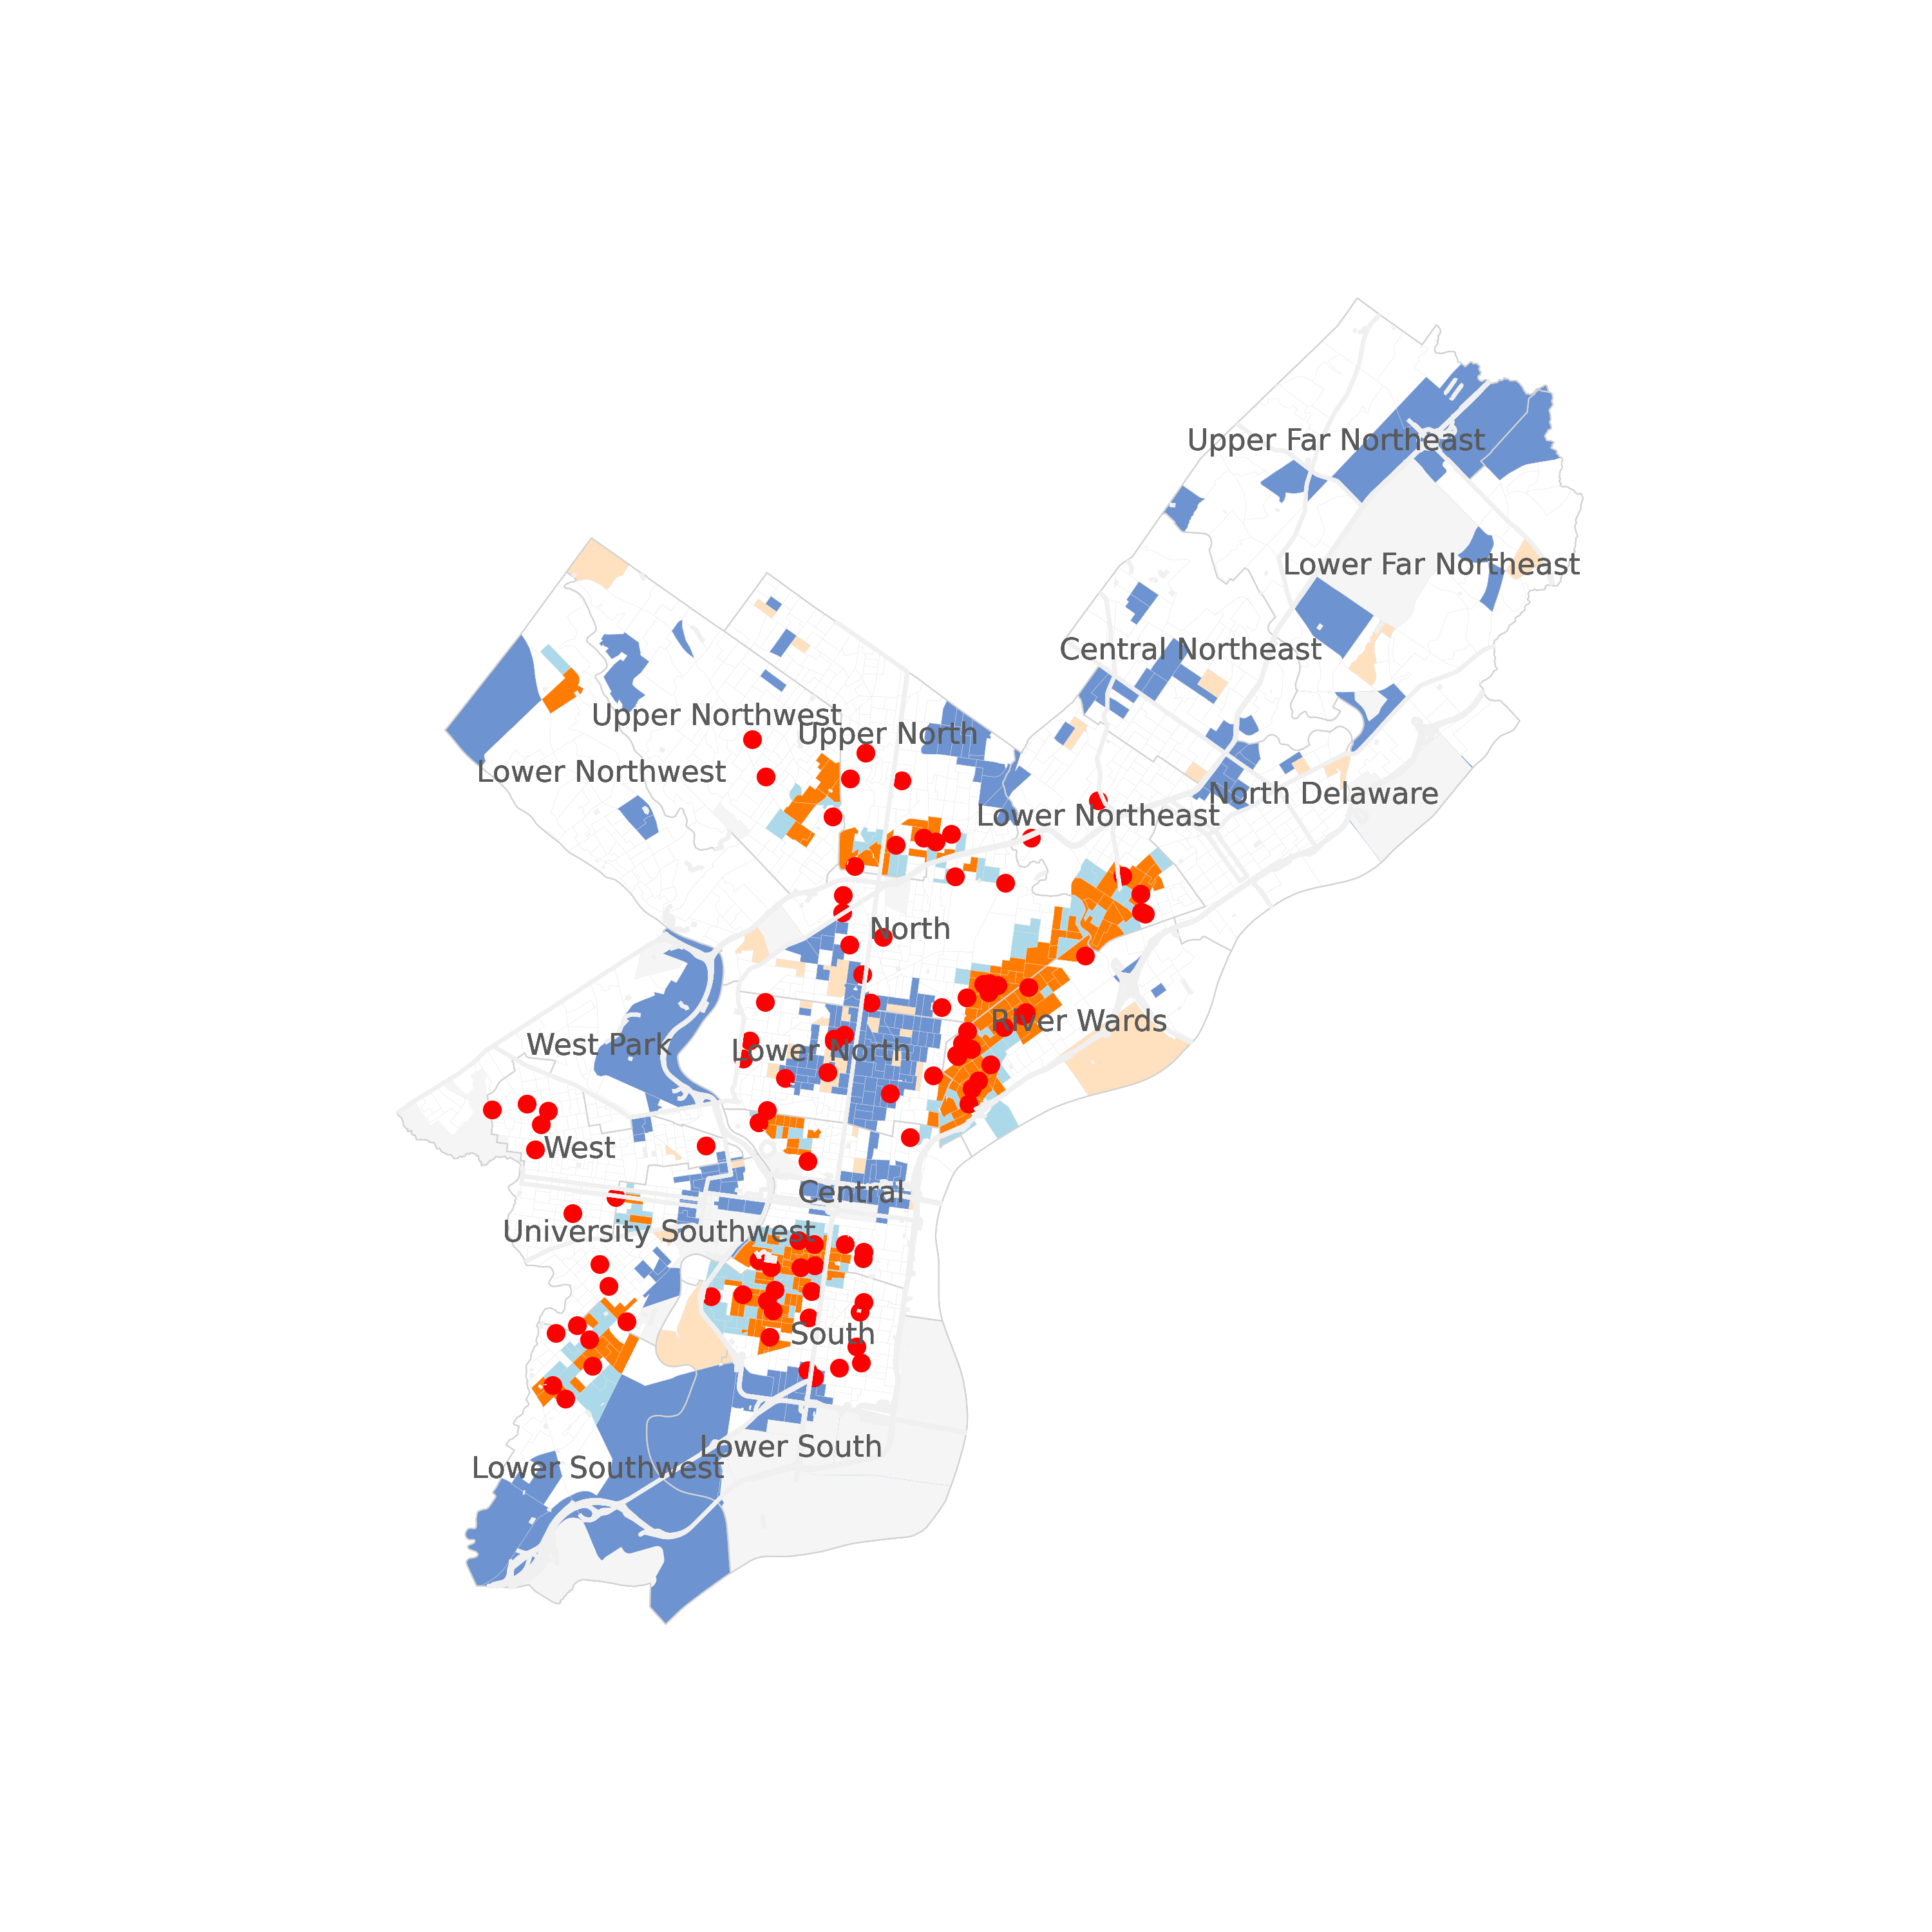 Upper Far Northeast
Lower Far Northeast
Central Northeast
Upper Northwest
Upper North
Lower Northwest
North Delaware
Lower Northeast
North
River Wards
West Park
Lower North
West
Central
University Southwest
South
Lower South
Lower Southwest